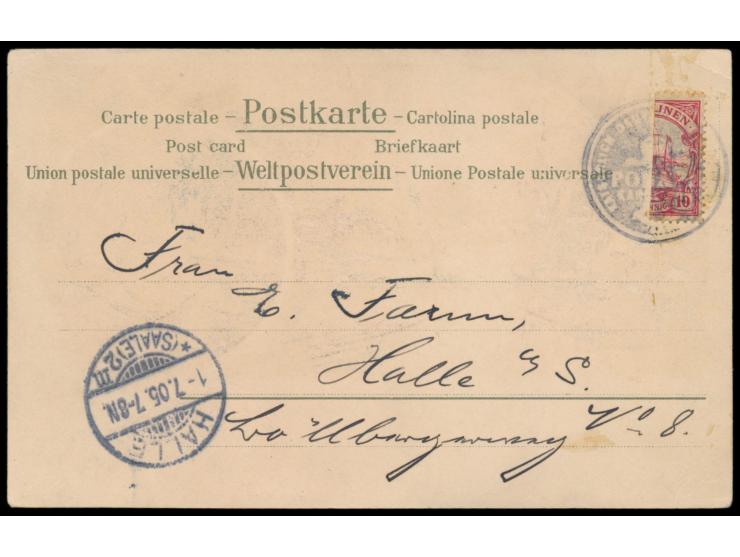 Carte postale – Postkarte – Cartolina postale
Post card Briefkaart
Union postale universelle – Weltpostverein – Unione Postale universale
INEN
10
Frau
E. Farun,
Halle a/S.
No. 8.
* (SAALE) 2 m
1-7.05.7-8N.
HALLE